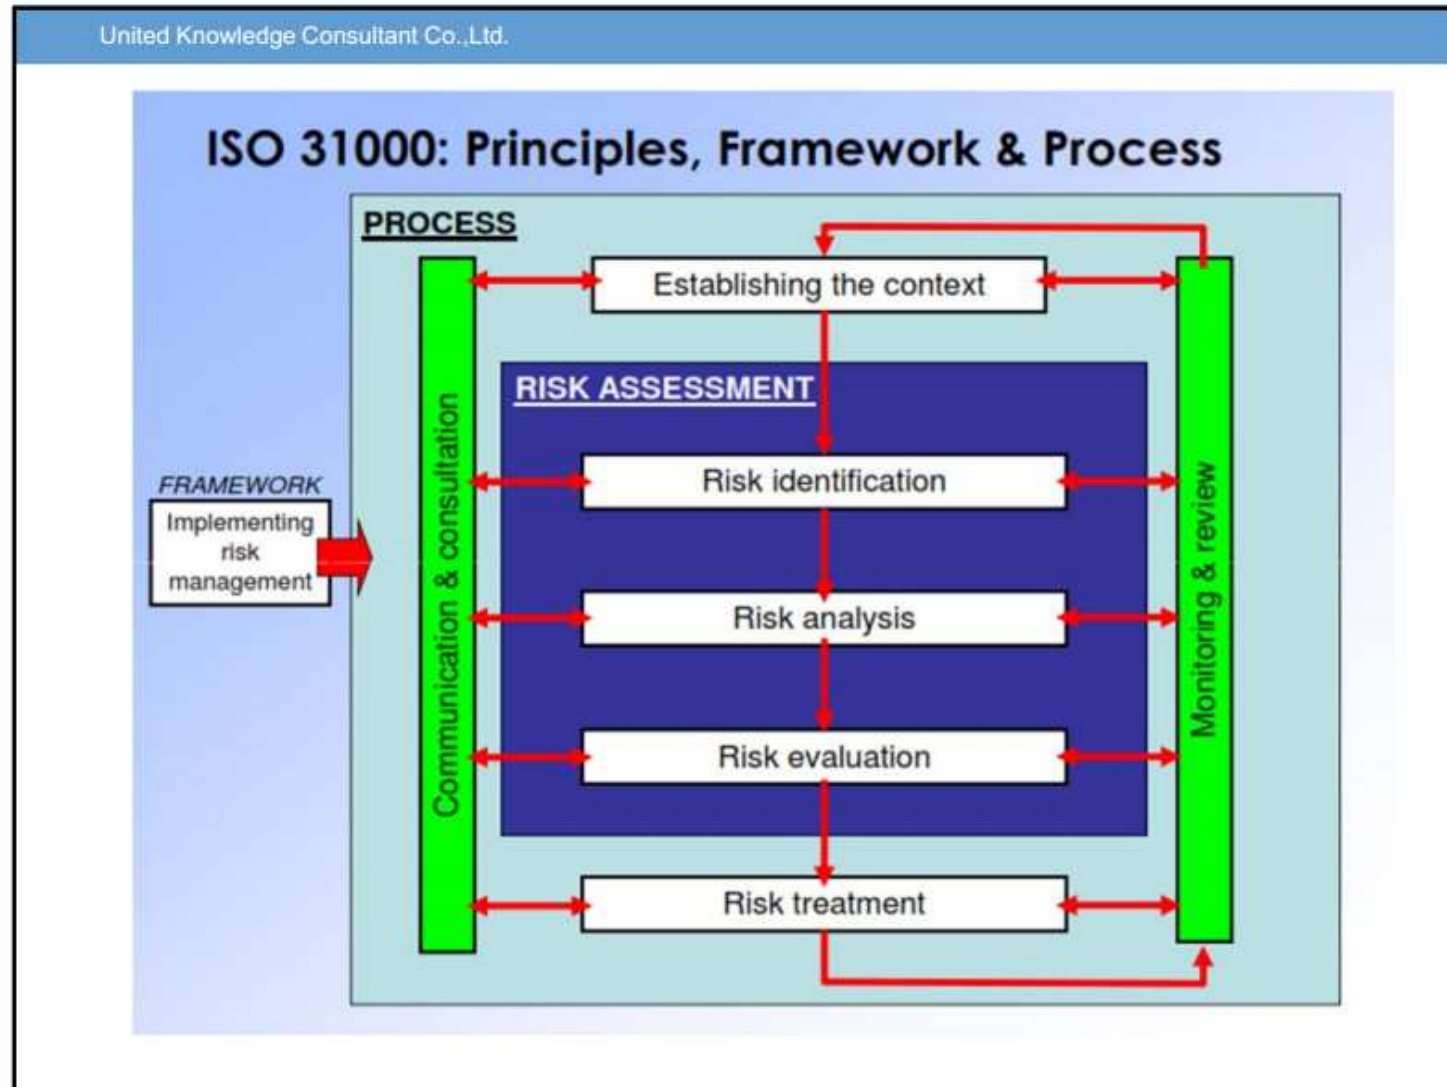 United Knowledge Consultant Co.,Ltd.
ISO 31000: Principles, Framework & Process
PROCESS
Establishing the context
RISK ASSESSMENT
Communication & consultation
Monitoring & review
Risk identification
FRAMEWORK
Implementing
risk
management
Risk analysis
Risk evaluation
Risk treatment